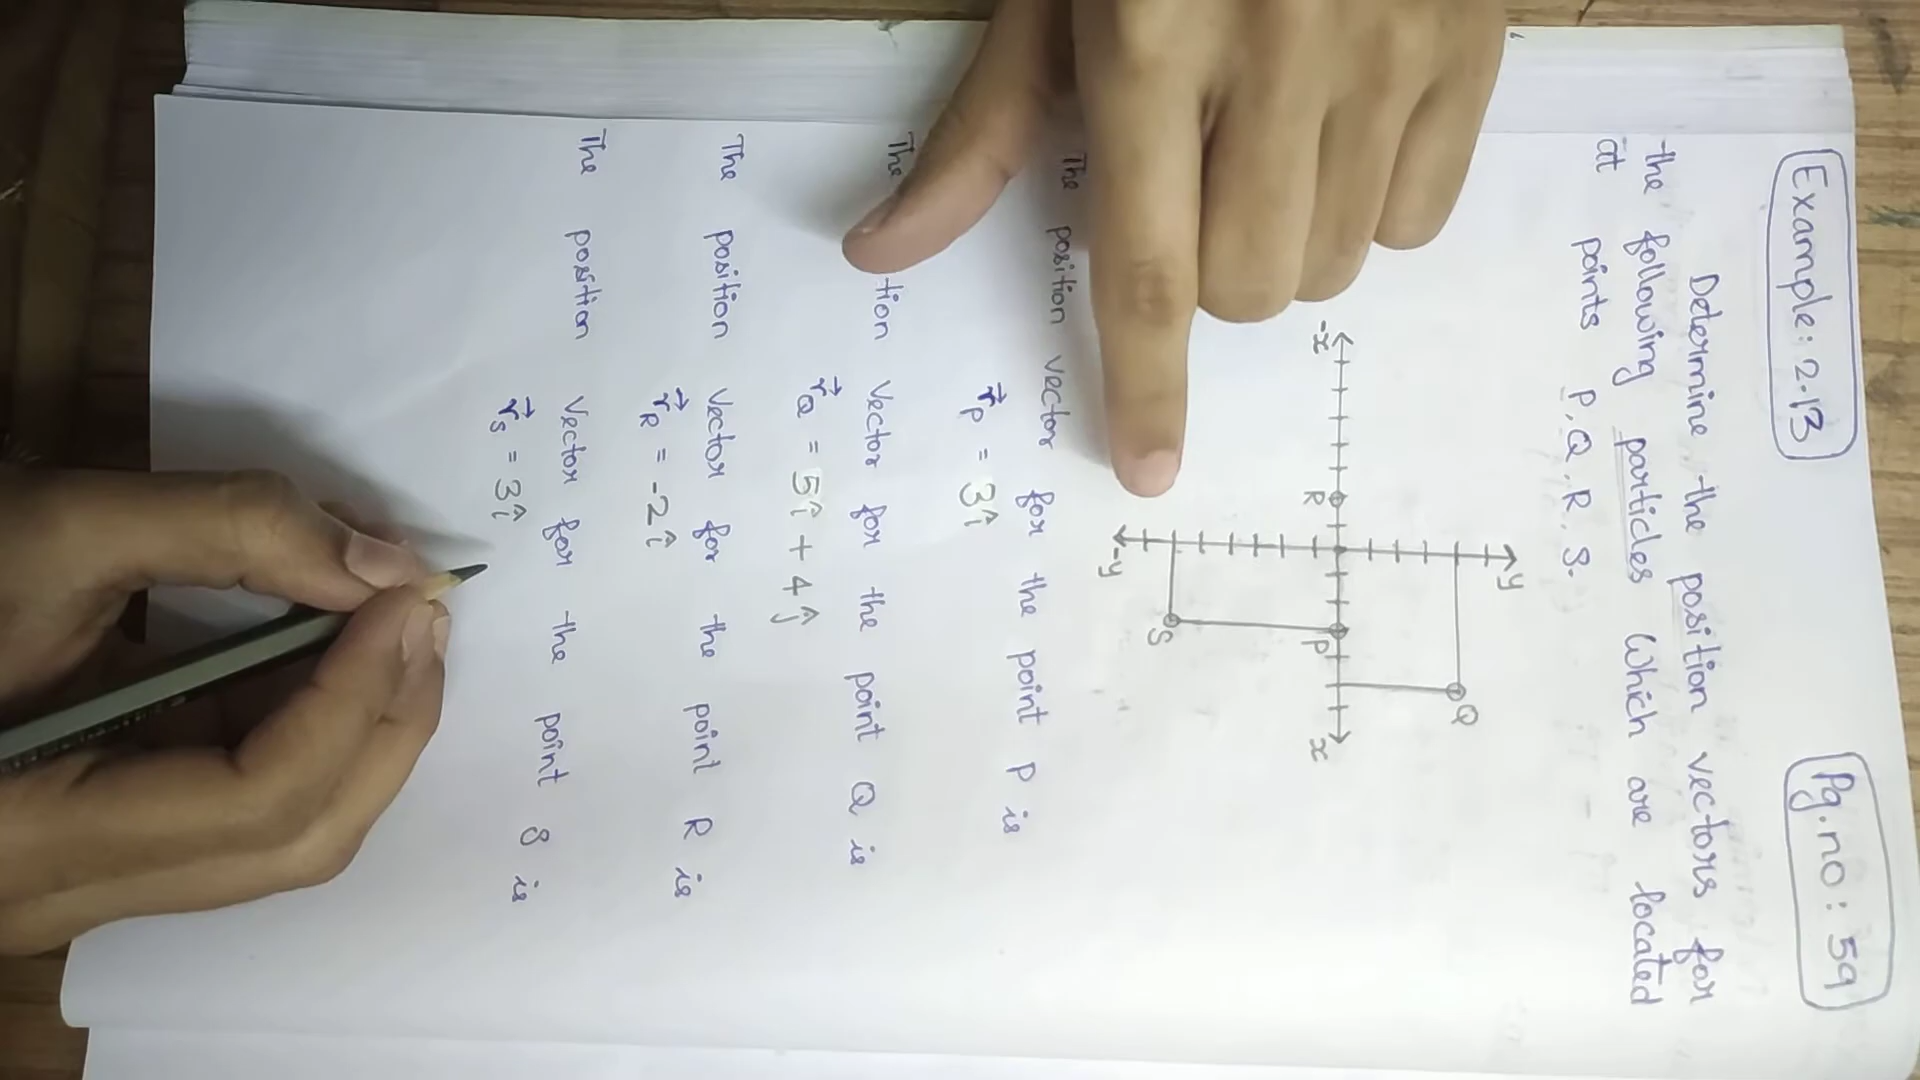 Example: 2.13
Pg.no: 59
Determine the position vectors for
the following particles which are located
at points P, Q, R, S.
y
-x
R
P
x
Q
S
-y
The position vector for the point P is
r⃗P = 3î
The tion vector for the point Q is
r⃗Q = 5î + 4ĵ
The position vector for the point R is
r⃗R = -2î
The position vector for the point S is
r⃗S = 3î